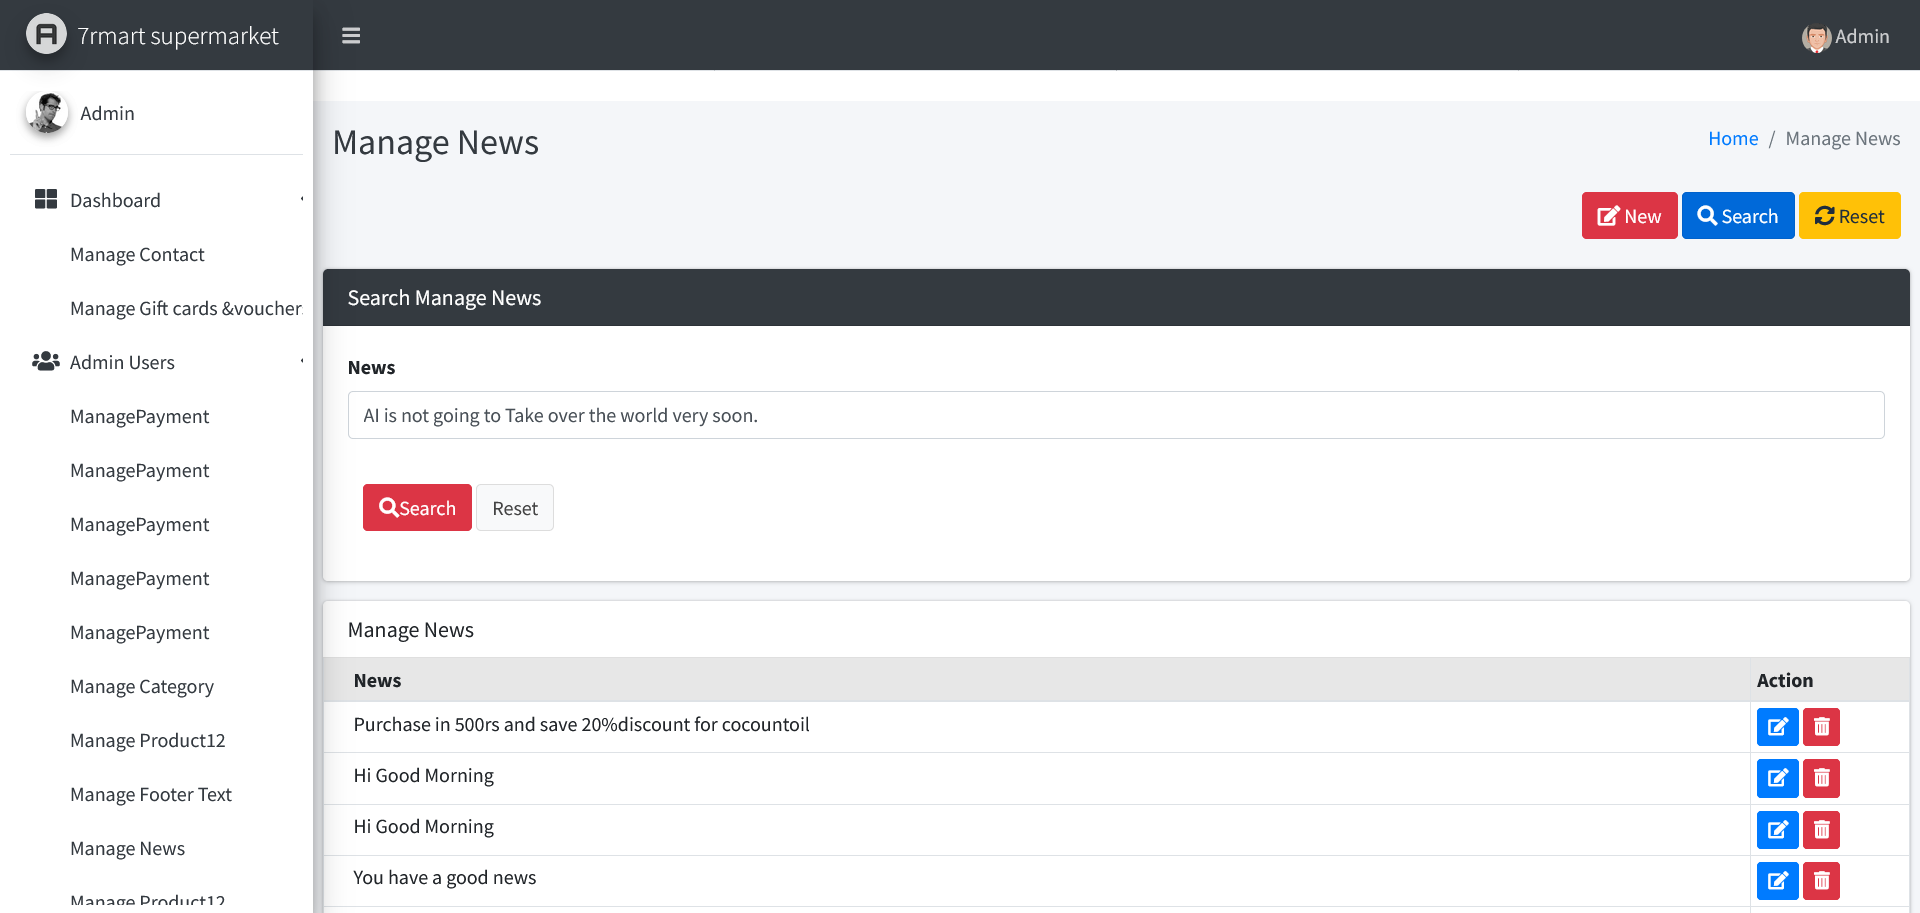 7rmart supermarket
Admin
Admin
Manage News
Home / Manage News
Dashboard
Manage Contact
Manage Gift cards &voucher
Admin Users
ManagePayment
ManagePayment
ManagePayment
ManagePayment
ManagePayment
Manage Category
Manage Product12
Manage Footer Text
Manage News
Manage Product12
New
Search
Reset
Search Manage News
News
AI is not going to Take over the world very soon.
Search
Reset
Manage News
News Action
Purchase in 500rs and save 20%discount for cocountoil
Hi Good Morning
Hi Good Morning
You have a good news